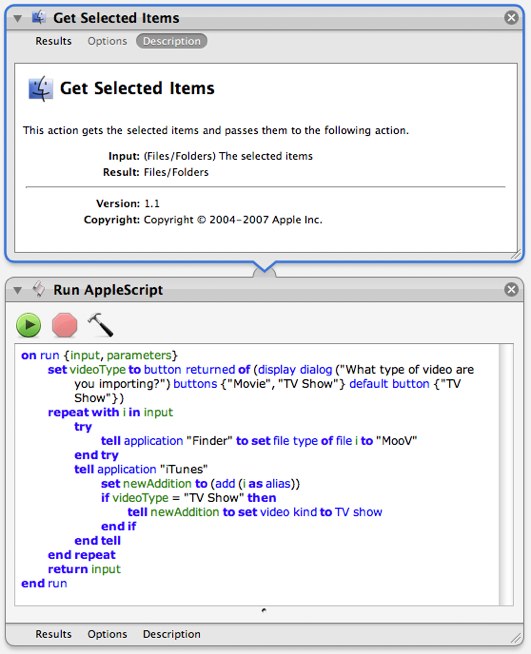 Get Selected Items
Results Options Description
Get Selected Items
This action gets the selected items and passes them to the following action.
Input: (Files/Folders) The selected items
Result: Files/Folders
Version: 1.1
Copyright: Copyright © 2004-2007 Apple Inc.
Run AppleScript
on run {input, parameters}
set videoType to button returned of (display dialog ("What type of video are
you importing?") buttons {"Movie", "TV Show"} default button {"TV
Show"})
repeat with i in input
try
tell application "Finder" to set file type of file i to "MooV"
end try
tell application "iTunes"
set newAddition to (add (i as alias))
if videoType = "TV Show" then
tell newAddition to set video kind to TV show
end if
end tell
end repeat
return input
end run
Results Options Description